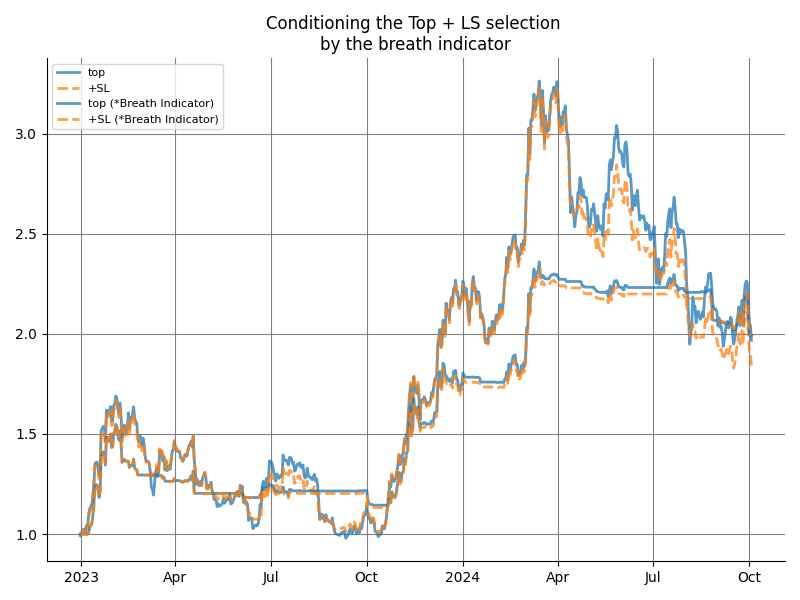 Conditioning the Top + LS selection
by the breath indicator
top
+SL
top (*Breath Indicator)
+SL (*Breath Indicator)
3.0
2.5
2.0
1.5
1.0
2023
Apr
Jul
Oct
2024
Apr
Jul
Oct